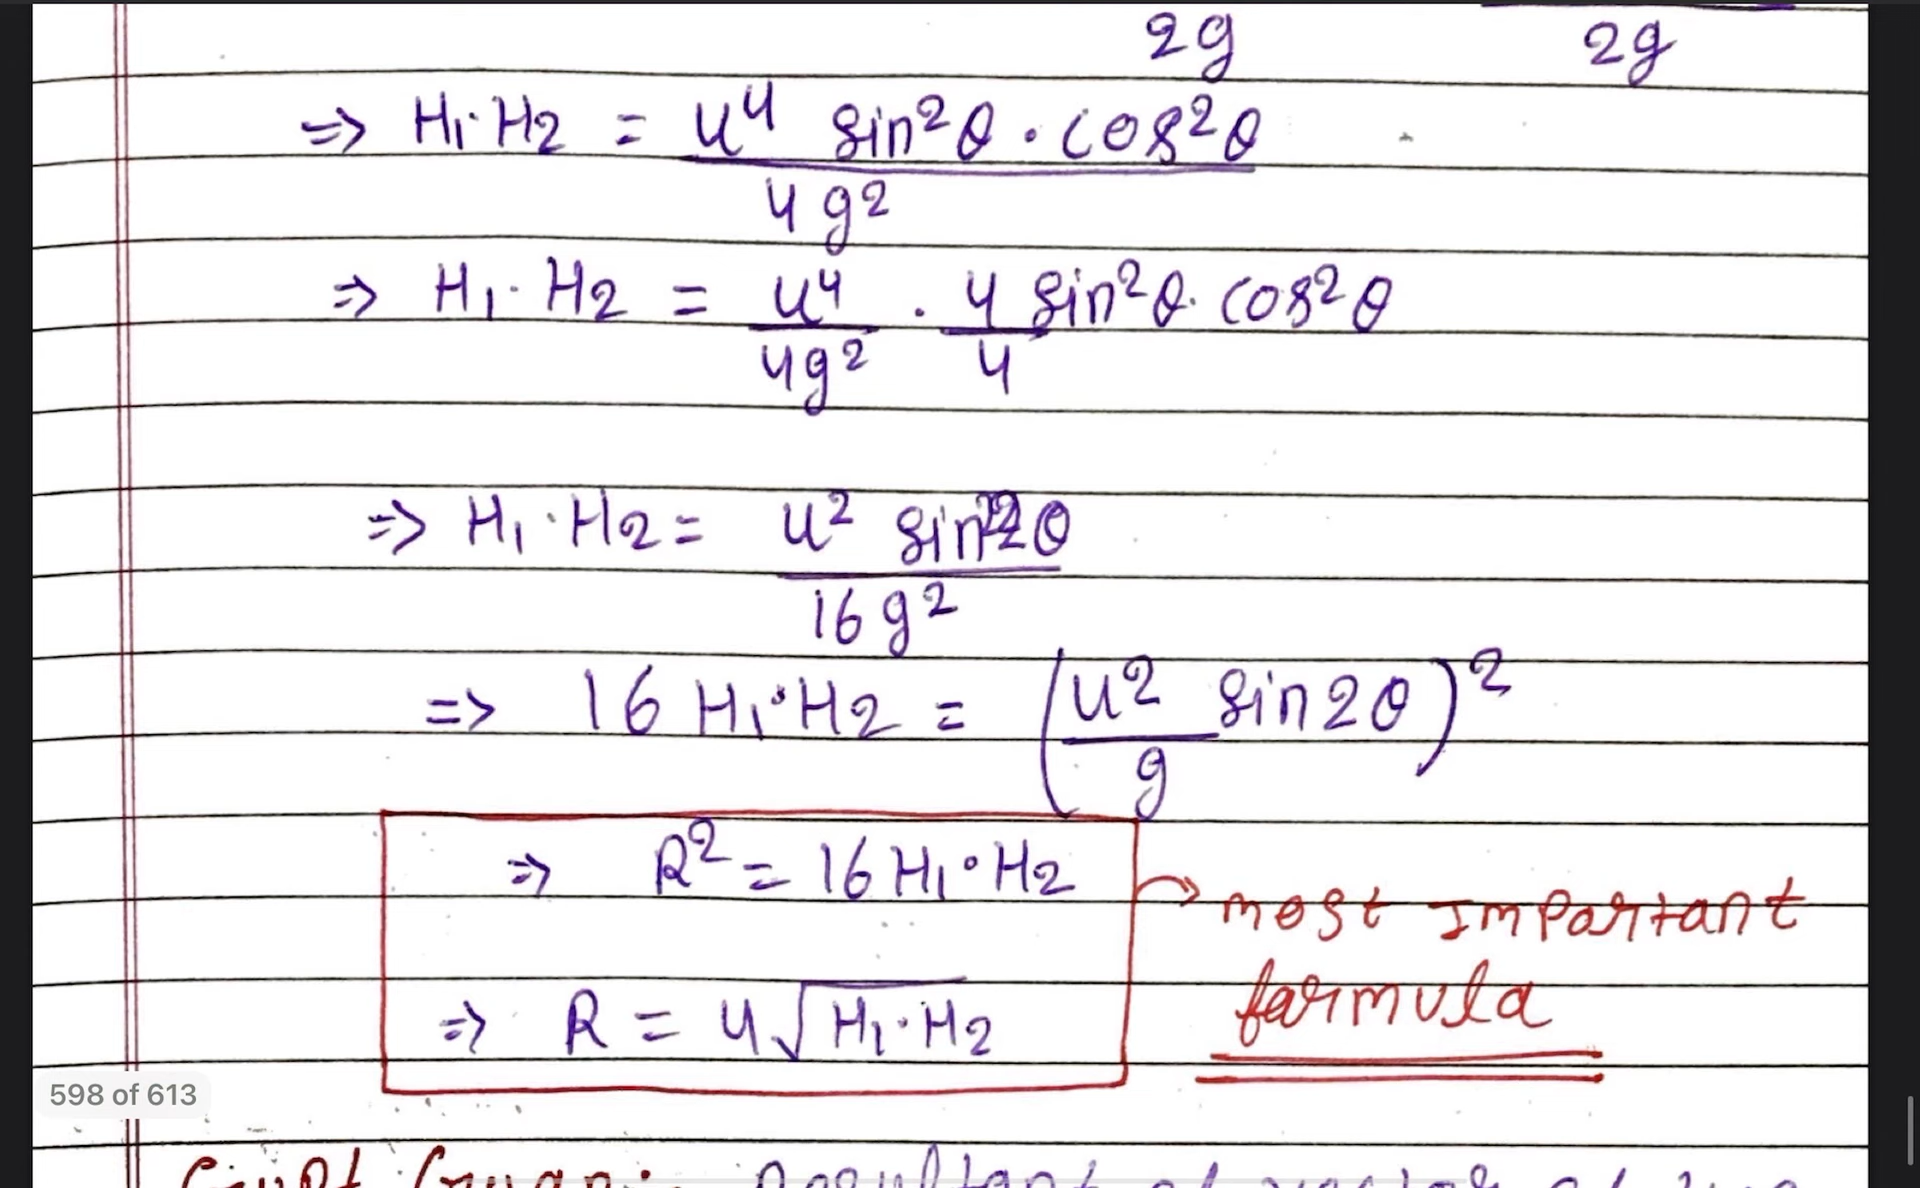 2g 2g
=> H₁·H₂ = u⁴ sin²θ · cos²θ
4g²
=> H₁·H₂ = u⁴ · 4 sin²θ · cos²θ
4g² 4
=> H₁·H₂ = u² sin²2θ
16g²
=> 16 H₁·H₂ = (u² sin2θ)²
g
=> R² = 16 H₁·H₂
most Important
=> R = 4√H₁·H₂
formula
598 of 613